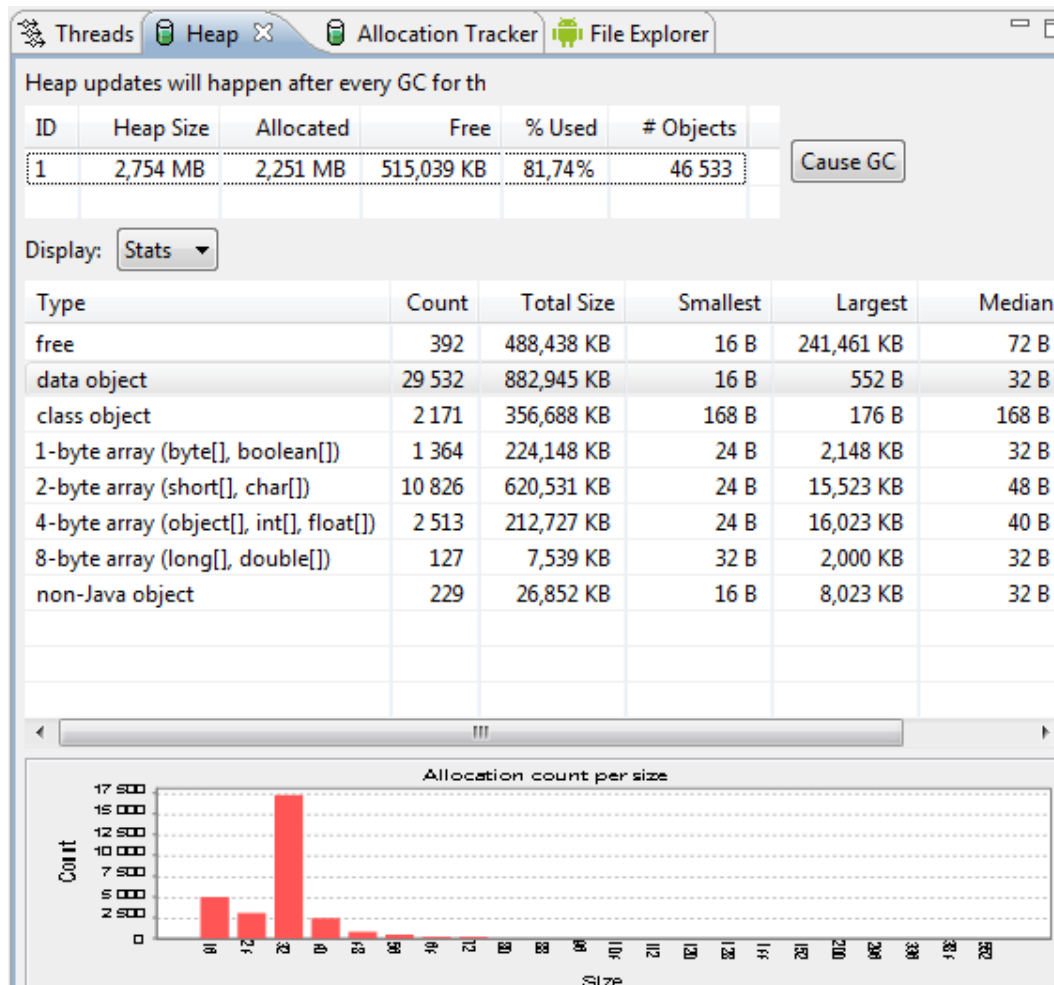 Threads Heap Allocation Tracker File Explorer
Heap updates will happen after every GC for th
ID Heap Size Allocated Free % Used # Objects
1 2,754 MB 2,251 MB 515,039 KB 81,74% 46 533
Cause GC
Display: Stats
Type Count Total Size Smallest Largest Median
free 392 488,438 KB 16 B 241,461 KB 72 B
data object 29 532 882,945 KB 16 B 552 B 32 B
class object 2 171 356,688 KB 168 B 176 B 168 B
1-byte array (byte[], boolean[]) 1 364 224,148 KB 24 B 2,148 KB 32 B
2-byte array (short[], char[]) 10 826 620,531 KB 24 B 15,523 KB 48 B
4-byte array (object[], int[], float[]) 2 513 212,727 KB 24 B 16,023 KB 40 B
8-byte array (long[], double[]) 127 7,539 KB 32 B 2,000 KB 32 B
non-Java object 229 26,852 KB 16 B 8,023 KB 32 B
Allocation count per size
Count
17 500
15 000
12 500
10 000
7 500
5 000
2 500
0
Size